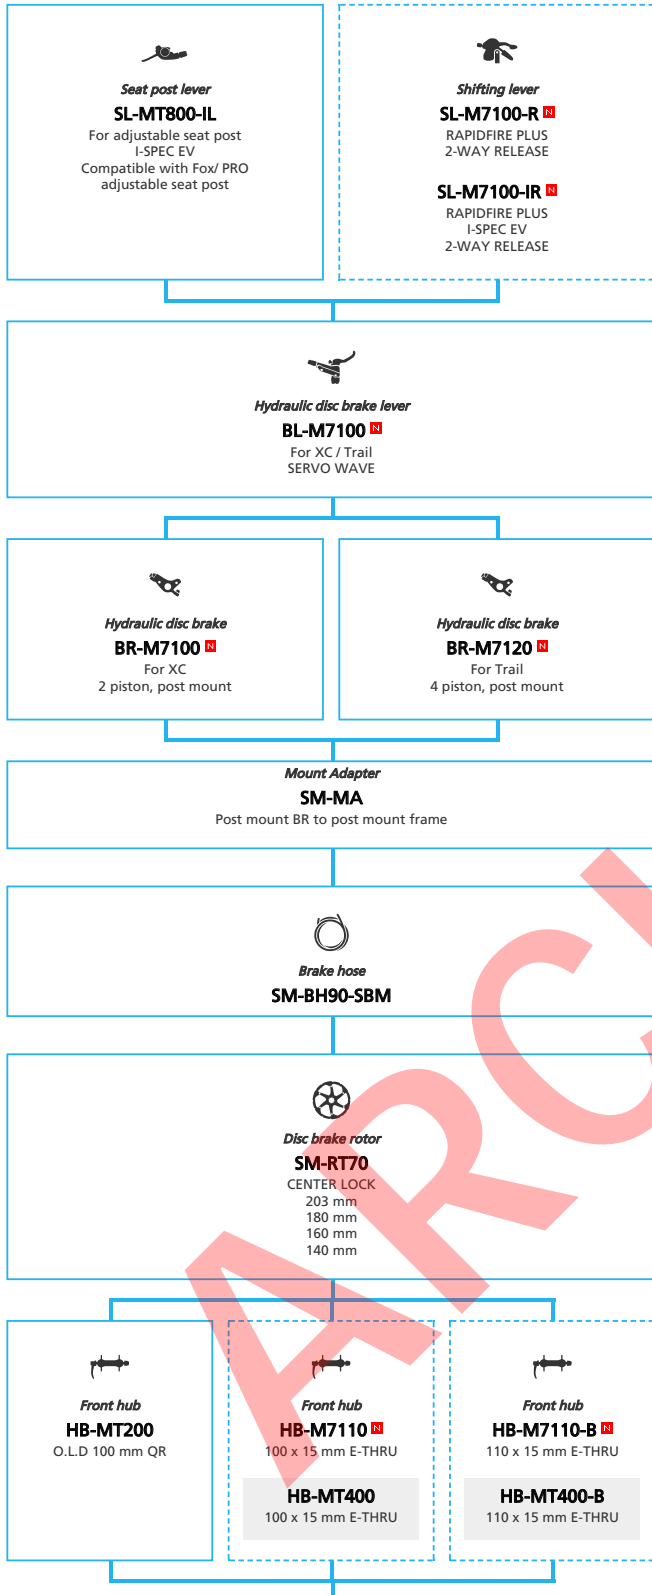 Seat post lever
SL-MT800-IL
For adjustable seat post
I-SPEC EV
Compatible with Fox/ PRO
adjustable seat post
Shifting lever
SL-M7100-R N
RAPIDFIRE PLUS
2-WAY RELEASE
SL-M7100-IR N
RAPIDFIRE PLUS
I-SPEC EV
2-WAY RELEASE
Hydraulic disc brake lever
BL-M7100 N
For XC / Trail
SERVO WAVE
Hydraulic disc brake
BR-M7100 N
For XC
2 piston, post mount
Hydraulic disc brake
BR-M7120 N
For Trail
4 piston, post mount
Mount Adapter
SM-MA
Post mount BR to post mount frame
Brake hose
SM-BH90-SBM
Disc brake rotor
SM-RT70
CENTER LOCK
203 mm
180 mm
160 mm
140 mm
Front hub
HB-MT200
O.L.D 100 mm QR
Front hub
HB-M7110 N
100 x 15 mm E-THRU
HB-MT400
100 x 15 mm E-THRU
Front hub
HB-M7110-B N
110 x 15 mm E-THRU
HB-MT400-B
110 x 15 mm E-THRU
ARC